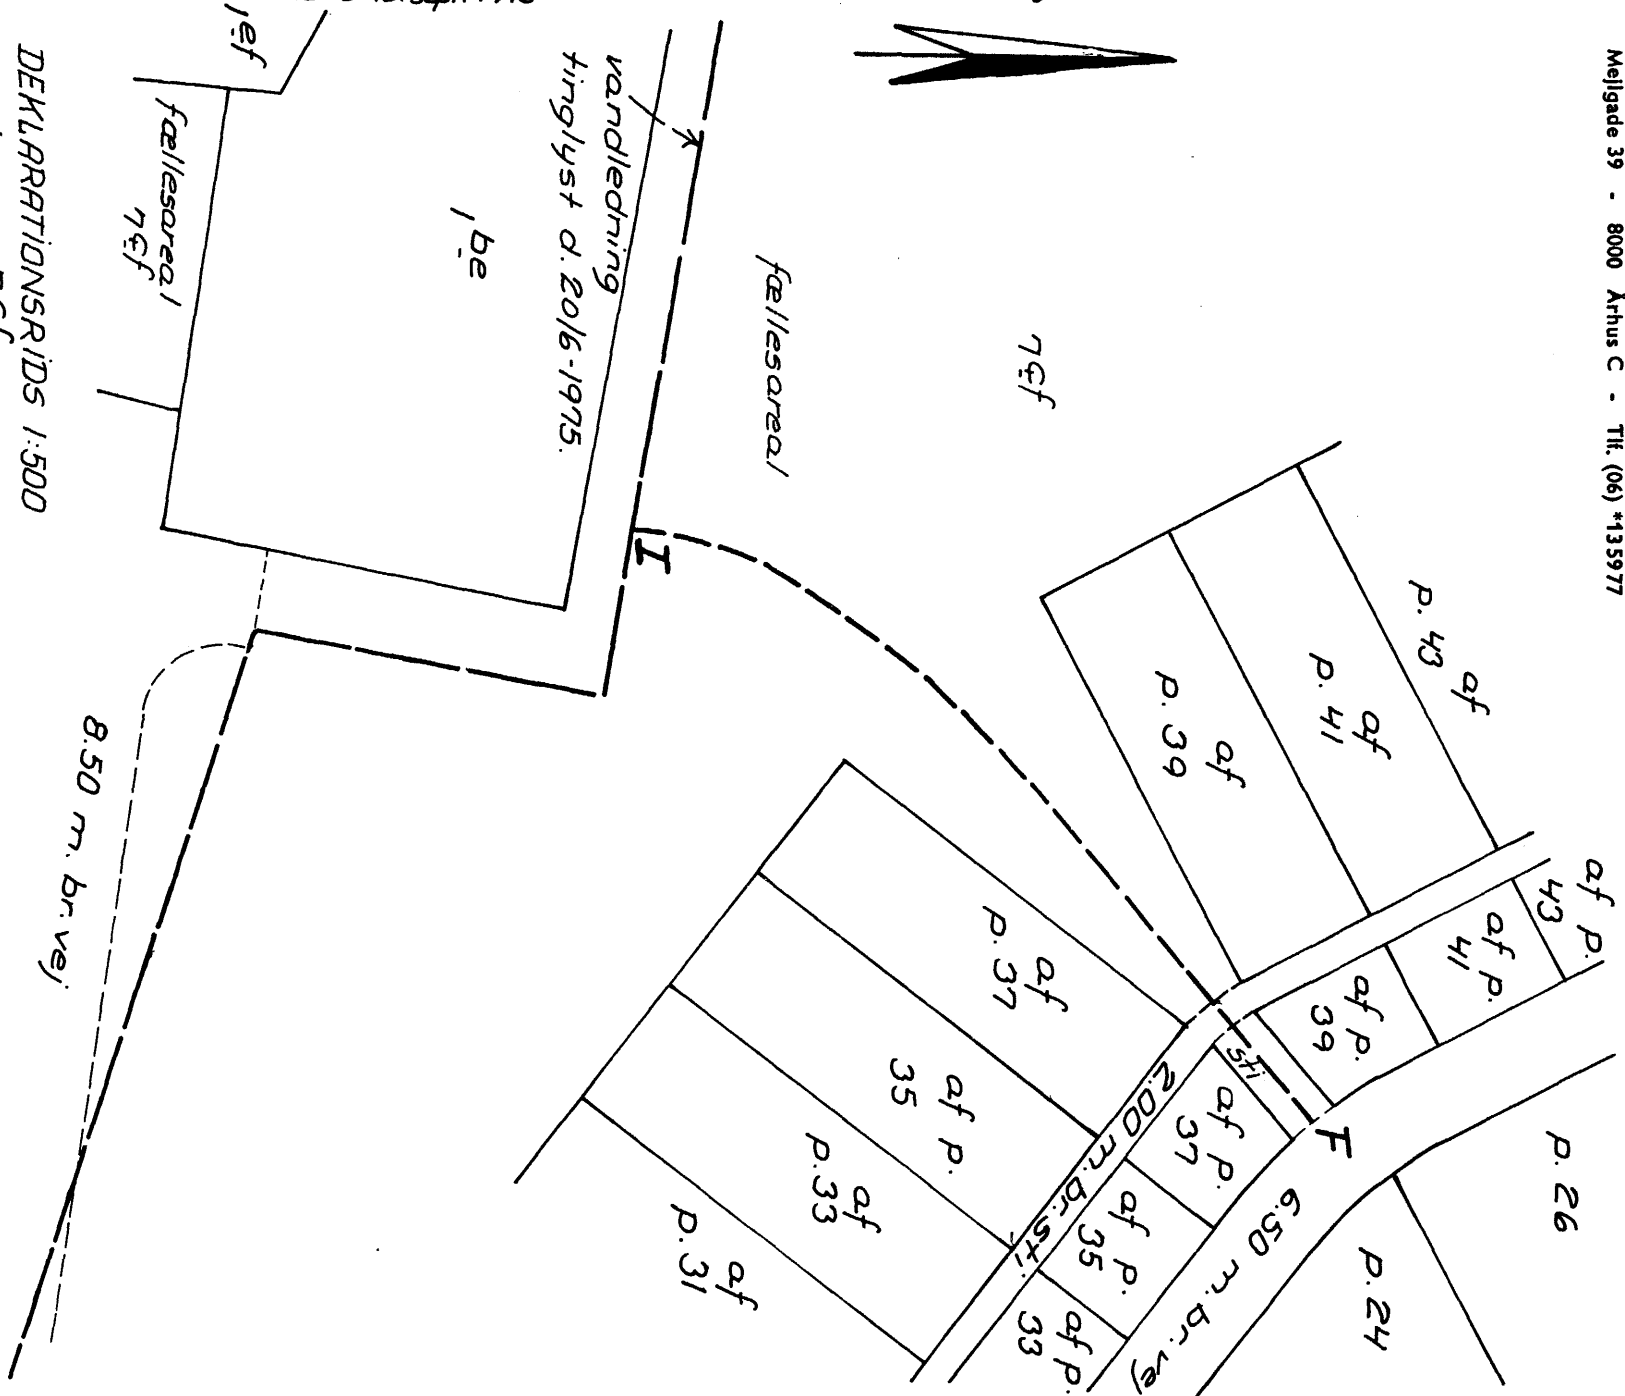 Mejlgade 39 - 8000 Århus C - Tlf. (06) *135977
7çf
fællesareal
vandledning
tinglyst d. 20/6-1975.
1be
1ef
fællesareal
7çf
DEKLARATIONSRIDS 1:500
I
F
af
p. 43
af
p. 41
af
p. 39
af
p. 37
af p.
35
af
p. 33
af
p. 31
af p.
43
af p.
41
af p.
39
sti
af p.
37
af p.
35
af p.
33
2.00 m. br. sti
6.50 m. br. vej
p. 26
p. 24
8.50 m. br. vej